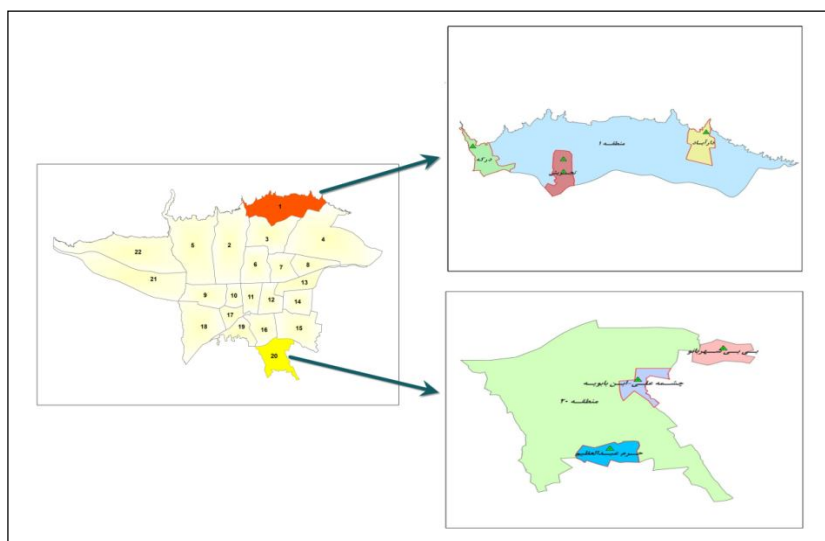 1
3
4
22
5
2
6
7
8
21
13
9
10
11
12
14
17
18
19
16
15
20
دارآباد
منطقه ۱
درکه
تجریش
بی بی شهربانو
چشمه علی-ابن بابویه
منطقه ۲۰
حرم عبدالعظیم